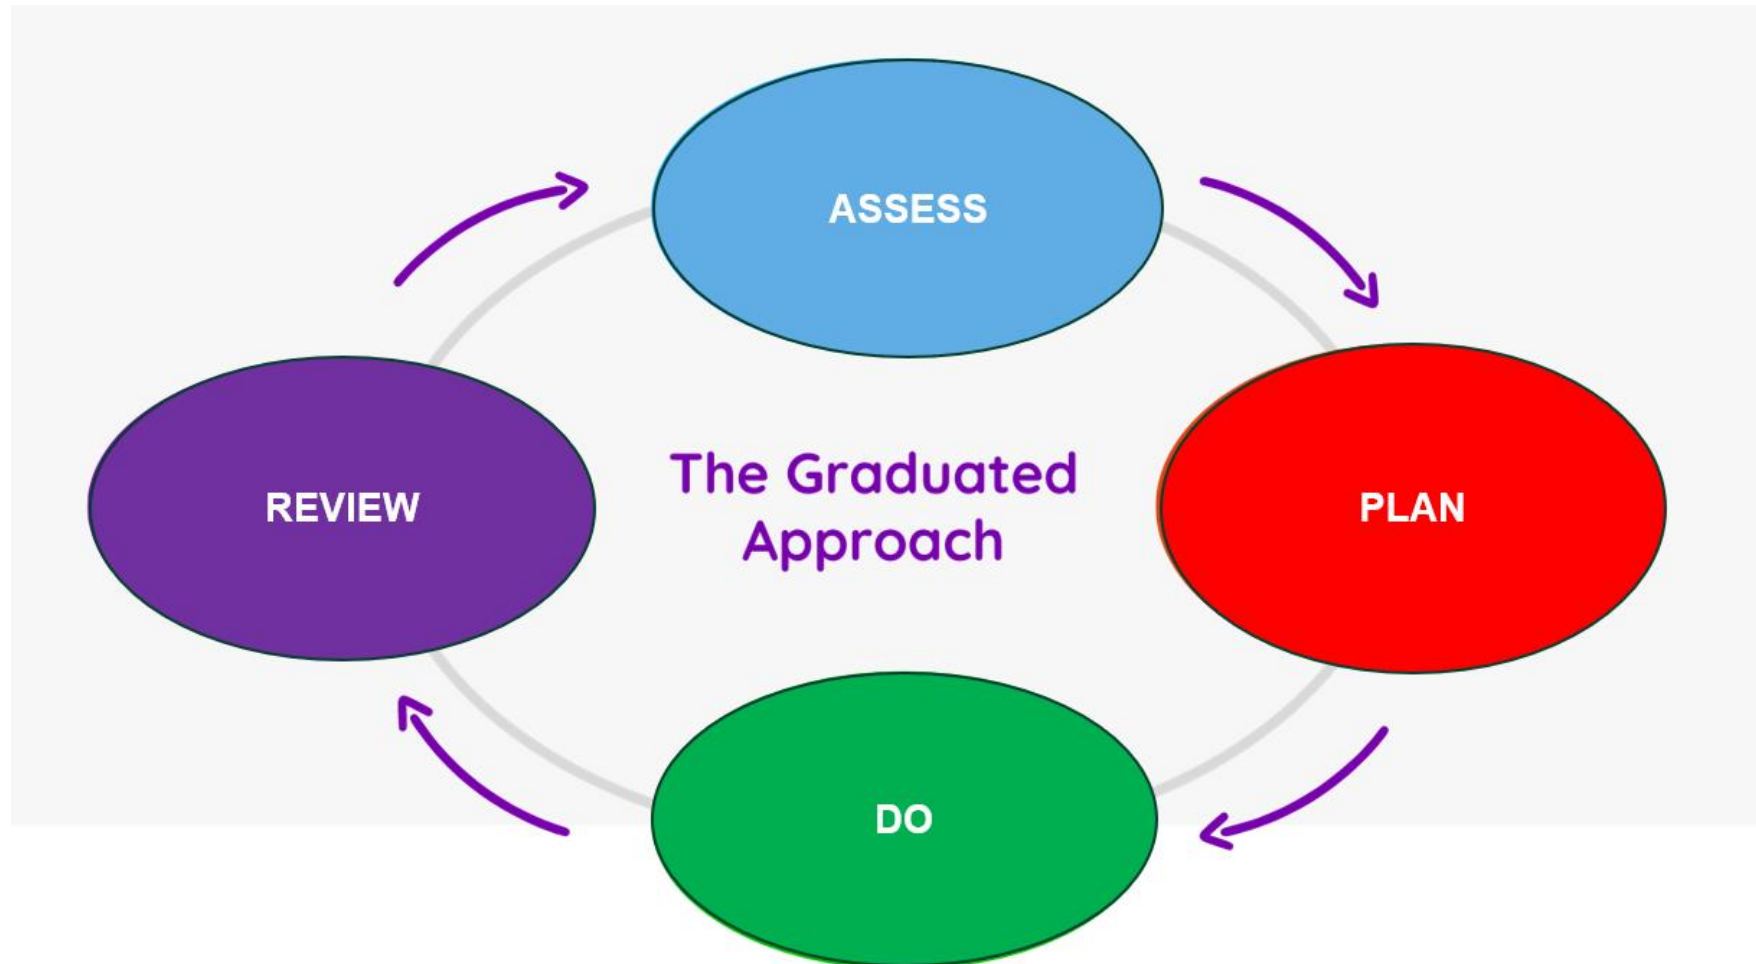 ASSESS
The Graduated
Approach
REVIEW
PLAN
DO